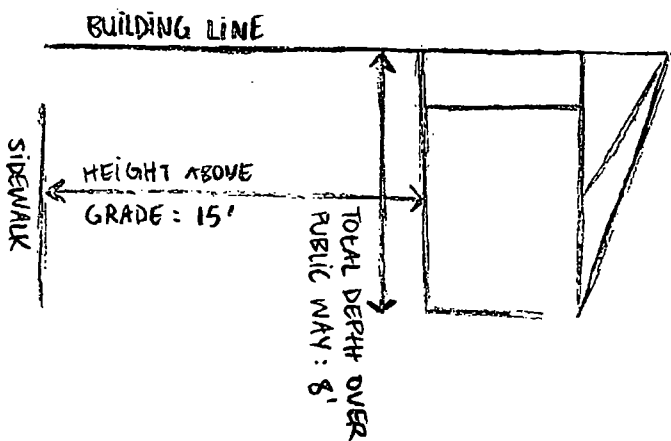 BUILDING LINE
SIDEWALK
HEIGHT ABOVE
GRADE : 15'
TOTAL DEPTH OVER
PUBLIC WAY : 8'